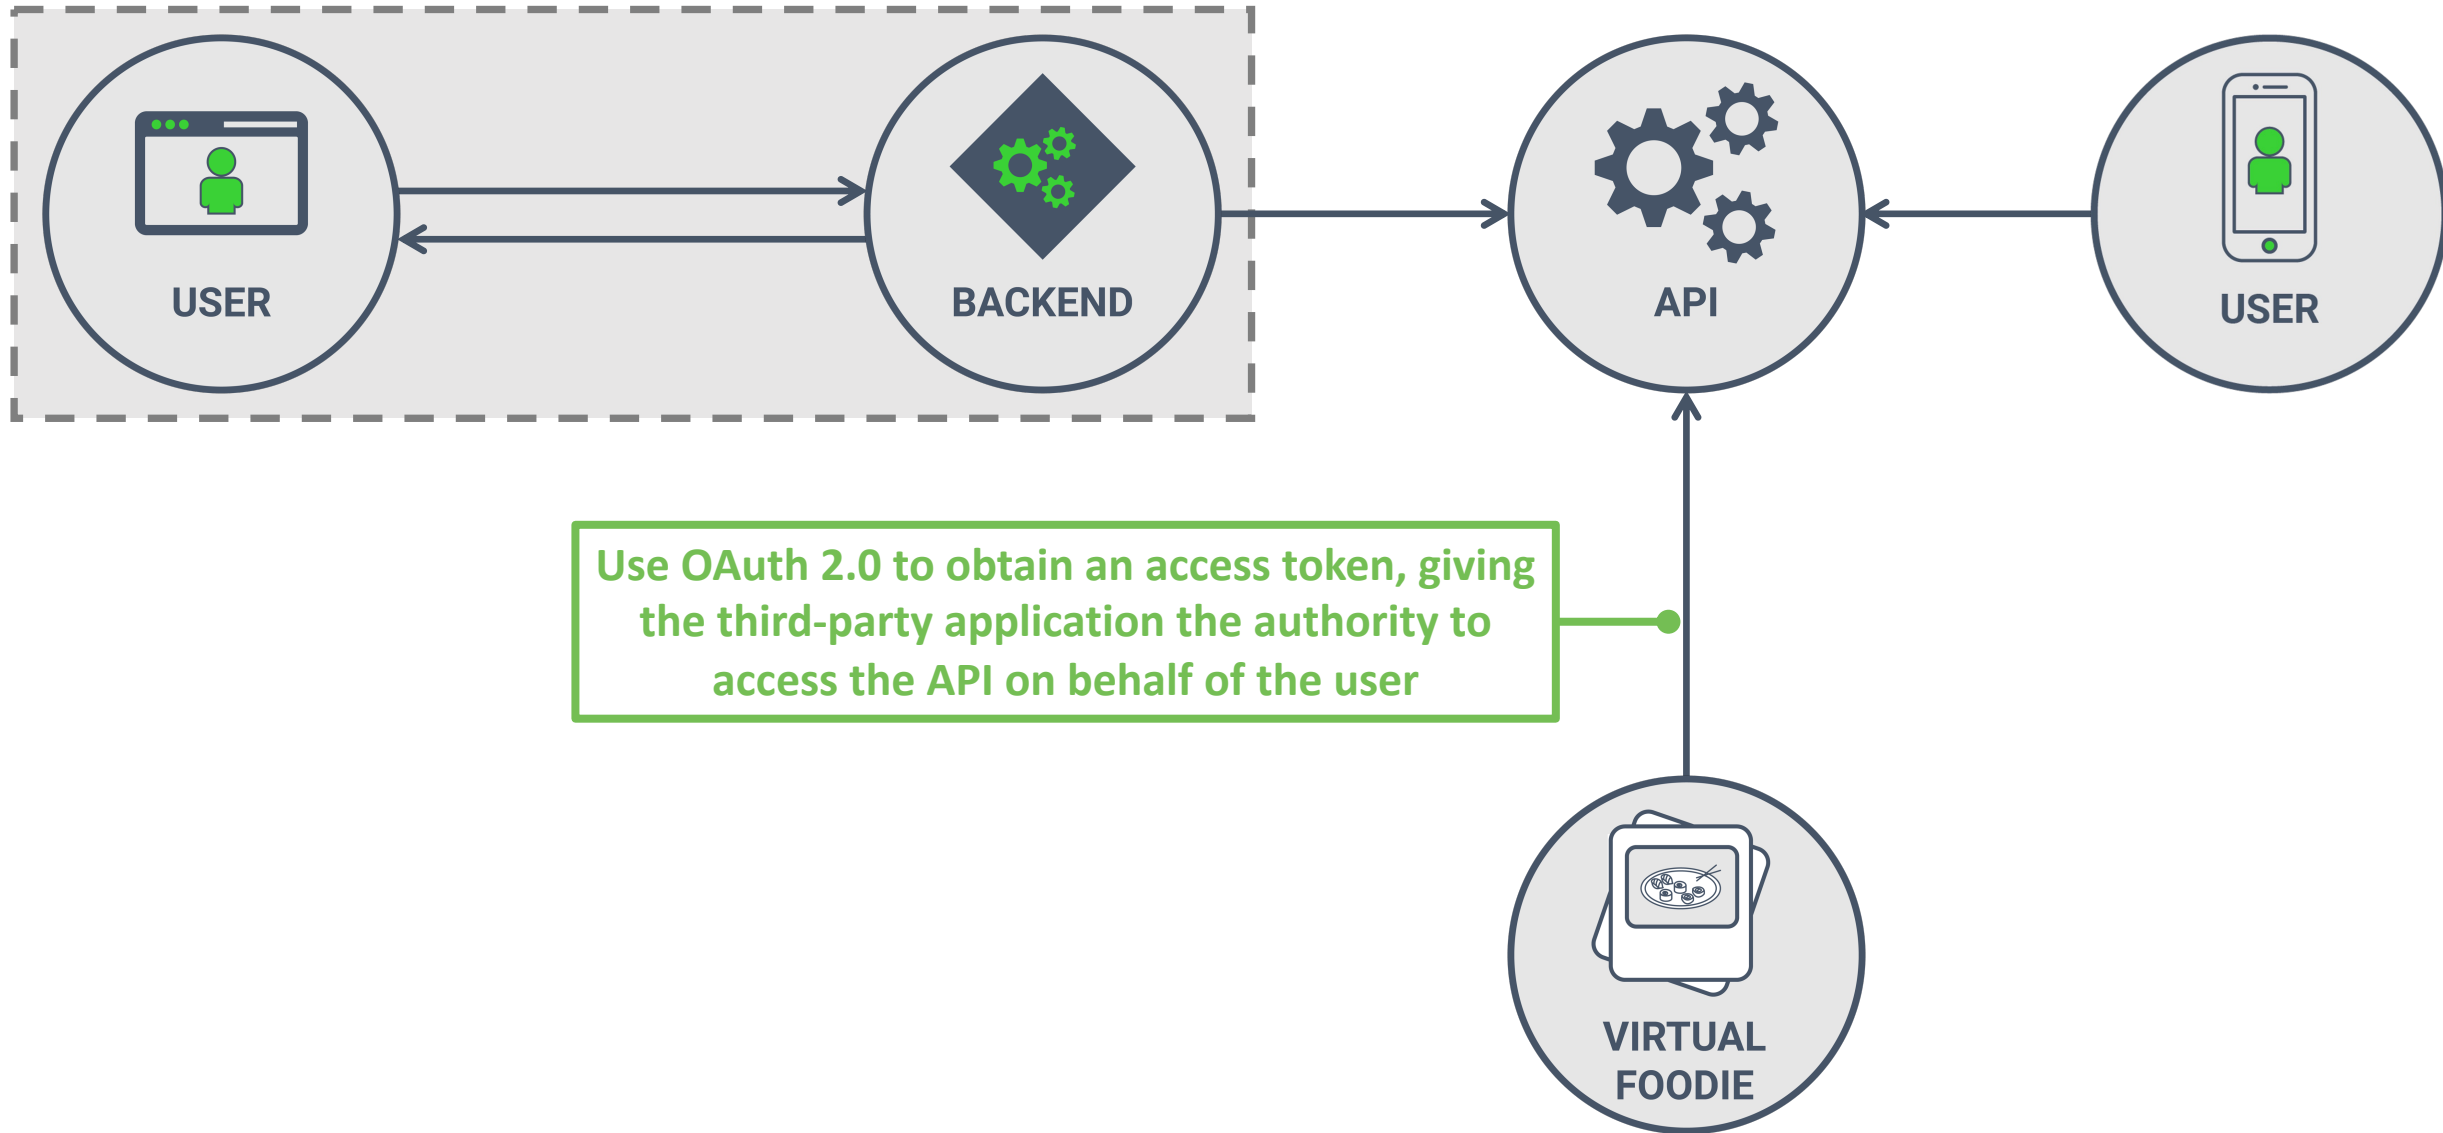 USER
BACKEND
API
USER
Use OAuth 2.0 to obtain an access token, giving
the third-party application the authority to
access the API on behalf of the user
VIRTUAL
FOODIE